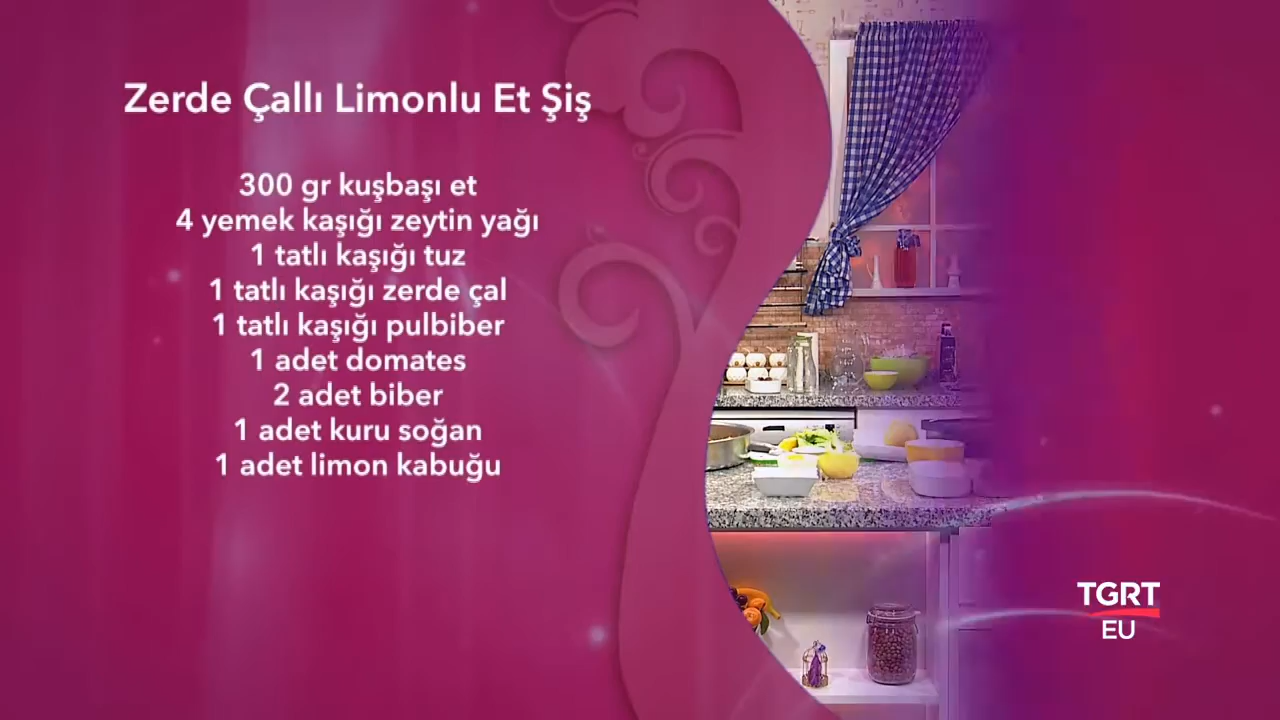 Zerde Çallı Limonlu Et Şiş
300 gr kuşbaşı et
4 yemek kaşığı zeytin yağı
1 tatlı kaşığı tuz
1 tatlı kaşığı zerde çal
1 tatlı kaşığı pulbiber
1 adet domates
2 adet biber
1 adet kuru soğan
1 adet limon kabuğu
TGRT
EU